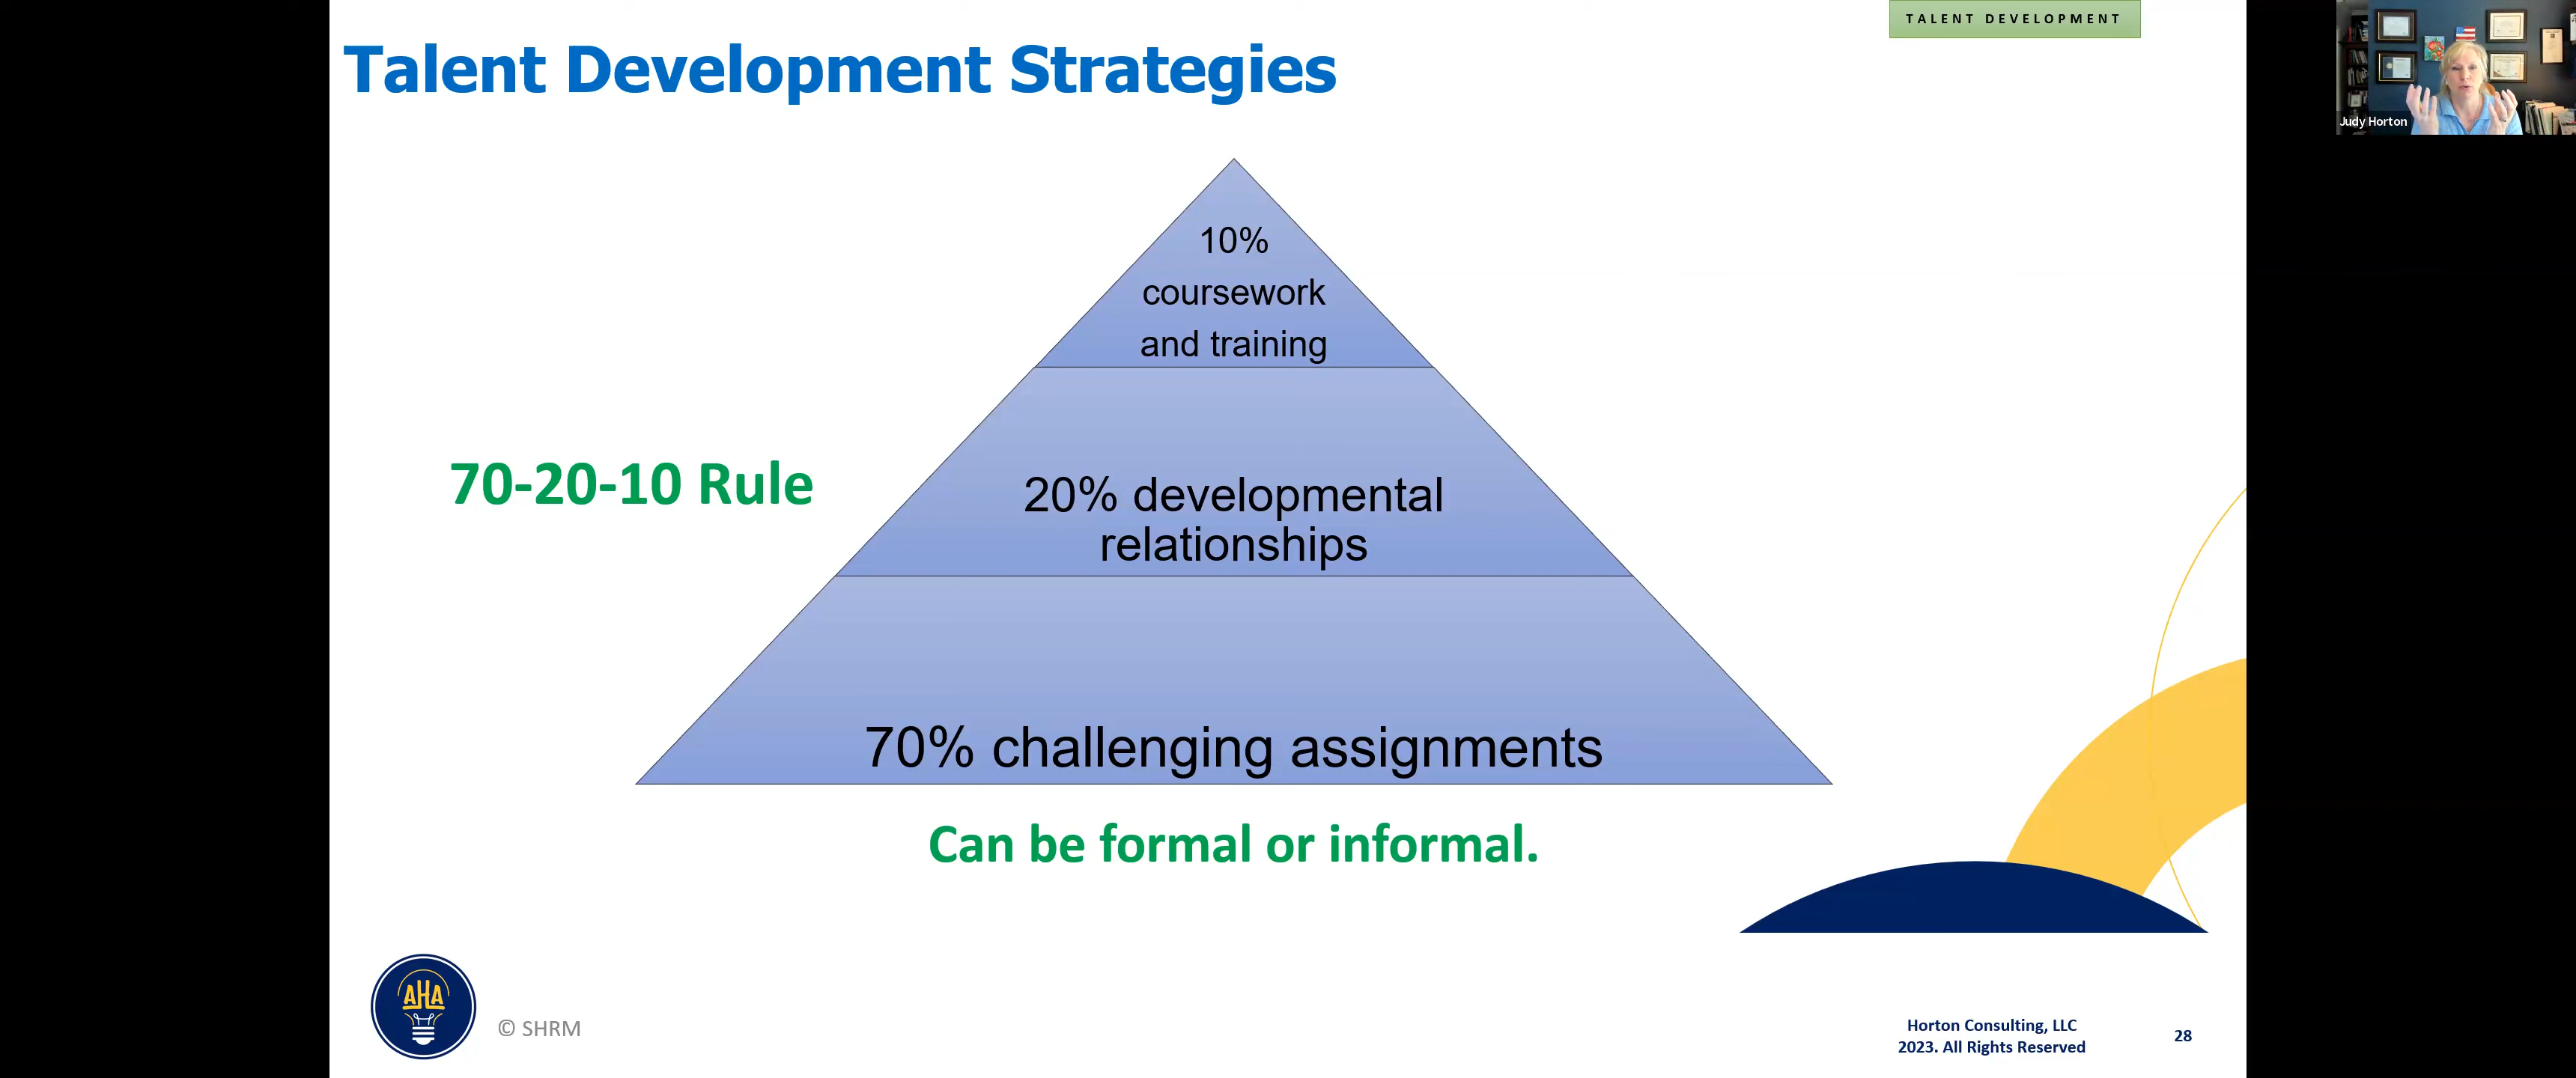 TALENT DEVELOPMENT
Talent Development Strategies
Judy Horton
10%
coursework
and training
70-20-10 Rule
20% developmental
relationships
70% challenging assignments
Can be formal or informal.
AHA
© SHRM
Horton Consulting, LLC
2023. All Rights Reserved
28